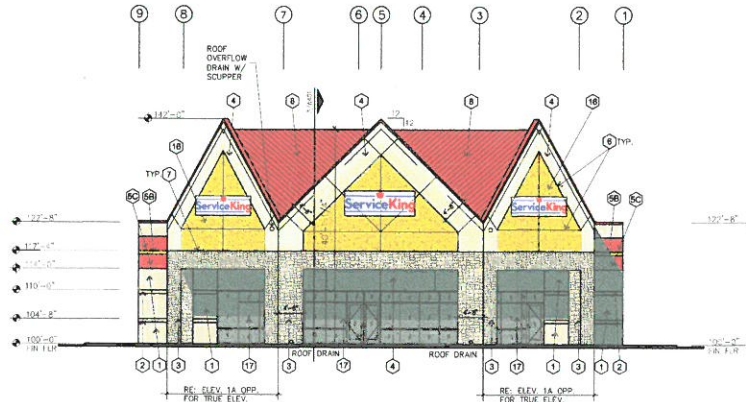 9 8 7 6 5 4 3 2 1
ROOF
OVERFLOW
DRAIN W/
SCUPPER
4 8 4 8 4 16
12
12
142'-0"
16
6 TYP.
TYP. 7
5C 5B
5B 5C
ServiceKing ServiceKing ServiceKing
122'-8"
122'-8"
110'-0"
104'-8"
100'-0"
FIN FLR
100'-0"
FIN FLR
ROOF DRAIN ROOF DRAIN
2 1 3 1 17 3 17 4 3 17 1 3 1 2
RE: ELEV. 1A OPP.
FOR TRUE ELEV.
RE: ELEV. 1A OPP.
FOR TRUE ELEV.